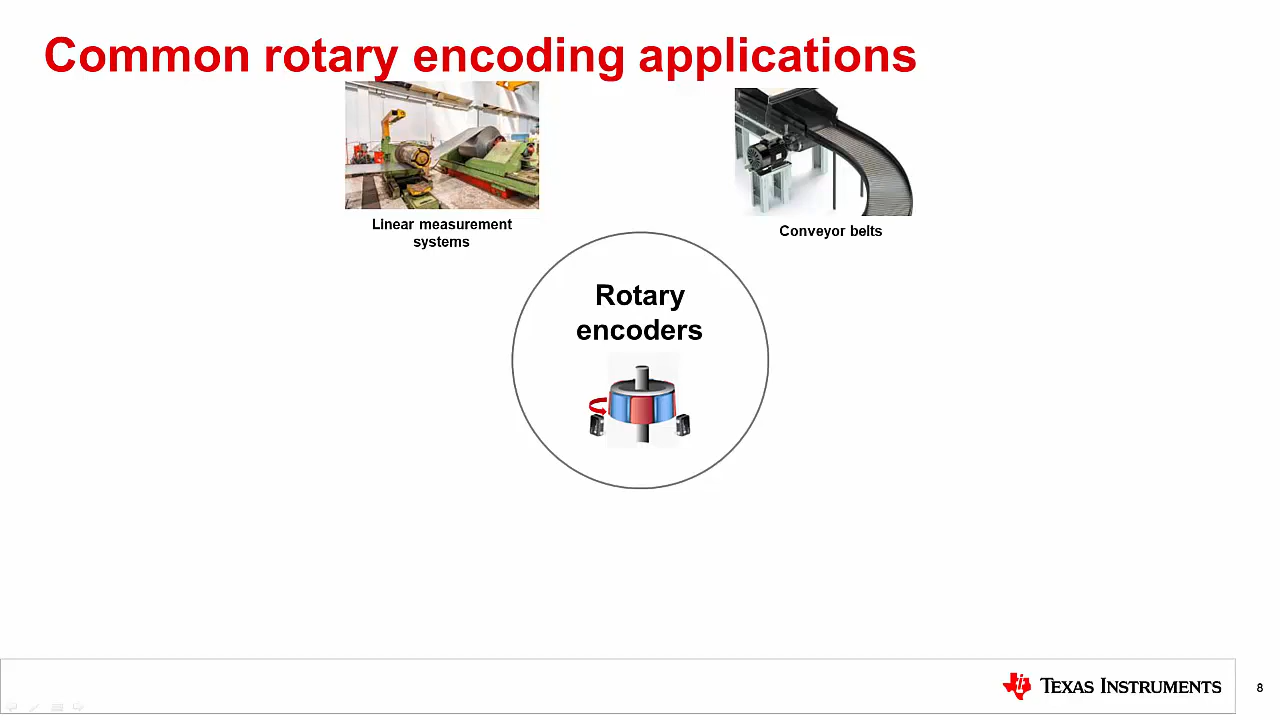 Common rotary encoding applications
Linear measurement
systems
Conveyor belts
Rotary
encoders
TEXAS INSTRUMENTS
8